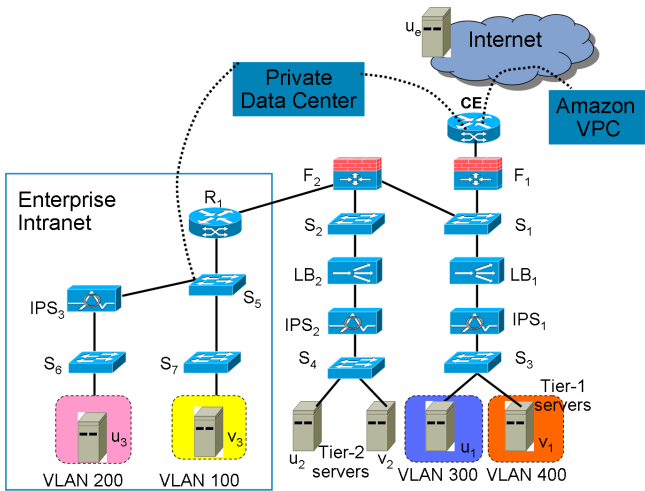 uₑ
Internet
Private
Data Center
CE
Amazon
VPC
F₂
F₁
Enterprise
Intranet
R₁
S₂
S₁
LB₂
LB₁
S₅
IPS₃
IPS₂
IPS₁
S₆
S₇
S₄
S₃
Tier-1
servers
u₃
v₃
u₂
Tier-2
servers
v₂
u₁
v₁
VLAN 200
VLAN 100
VLAN 300
VLAN 400